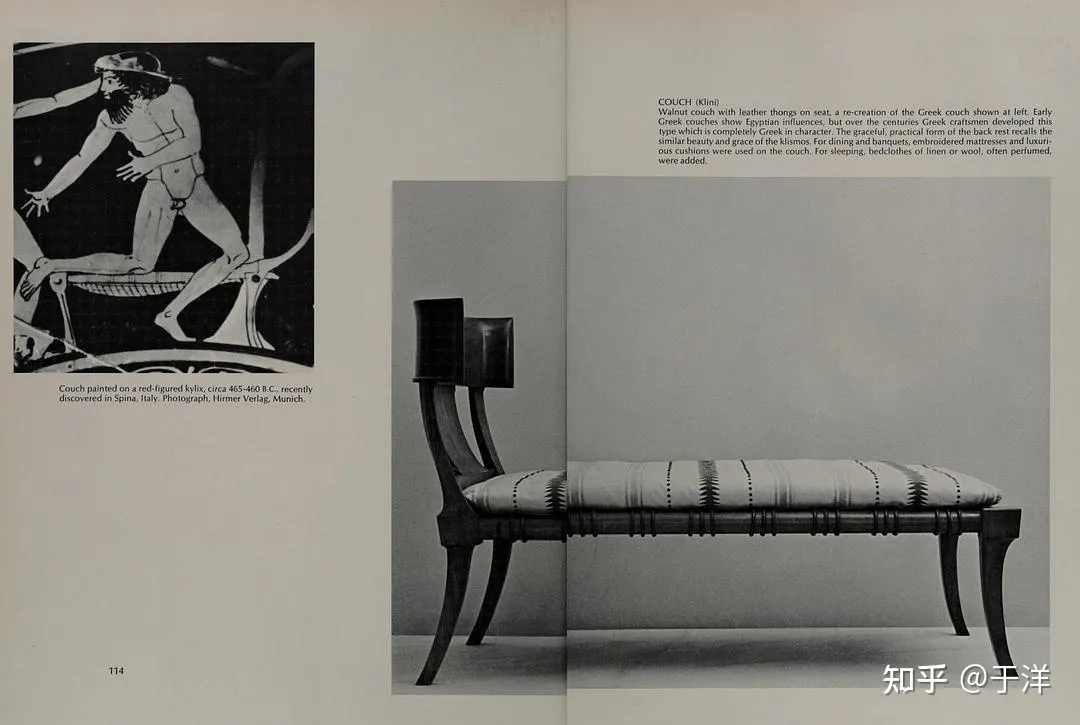 Couch painted on a red-figured kylix, circa 465-460 B.C., recently
discovered in Spina, Italy. Photograph, Hirmer Verlag, Munich.
114
COUCH (Klini)
Walnut couch with leather thongs on seat, a re-creation of the Greek couch shown at left. Early
Greek couches show Egyptian influences, but over the centuries Greek craftsmen developed this
type which is completely Greek in character. The graceful, practical form of the back rest recalls the
similar beauty and grace of the klismos. For dining and banquets, embroidered mattresses and luxuri-
ous cushions were used on the couch. For sleeping, bedclothes of linen or wool, often perfumed,
were added.
知乎 @于洋